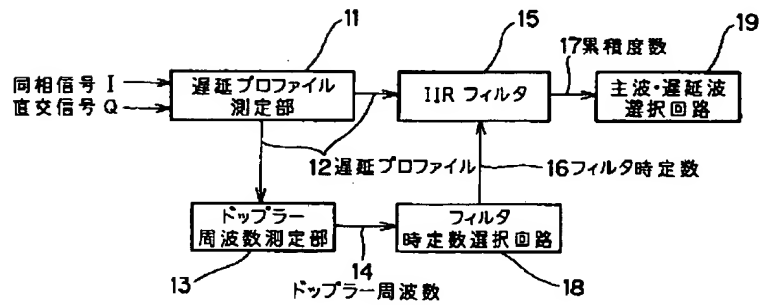 11
15
17累積度数
19
同相信号 I
直交信号 Q
遅延プロファイル
測定部
IIR フィルタ
主波・遅延波
選択回路
12遅延プロファイル
16フィルタ時定数
ドップラー
周波数測定部
フィルタ
時定数選択回路
13
14
ドップラー周波数
18